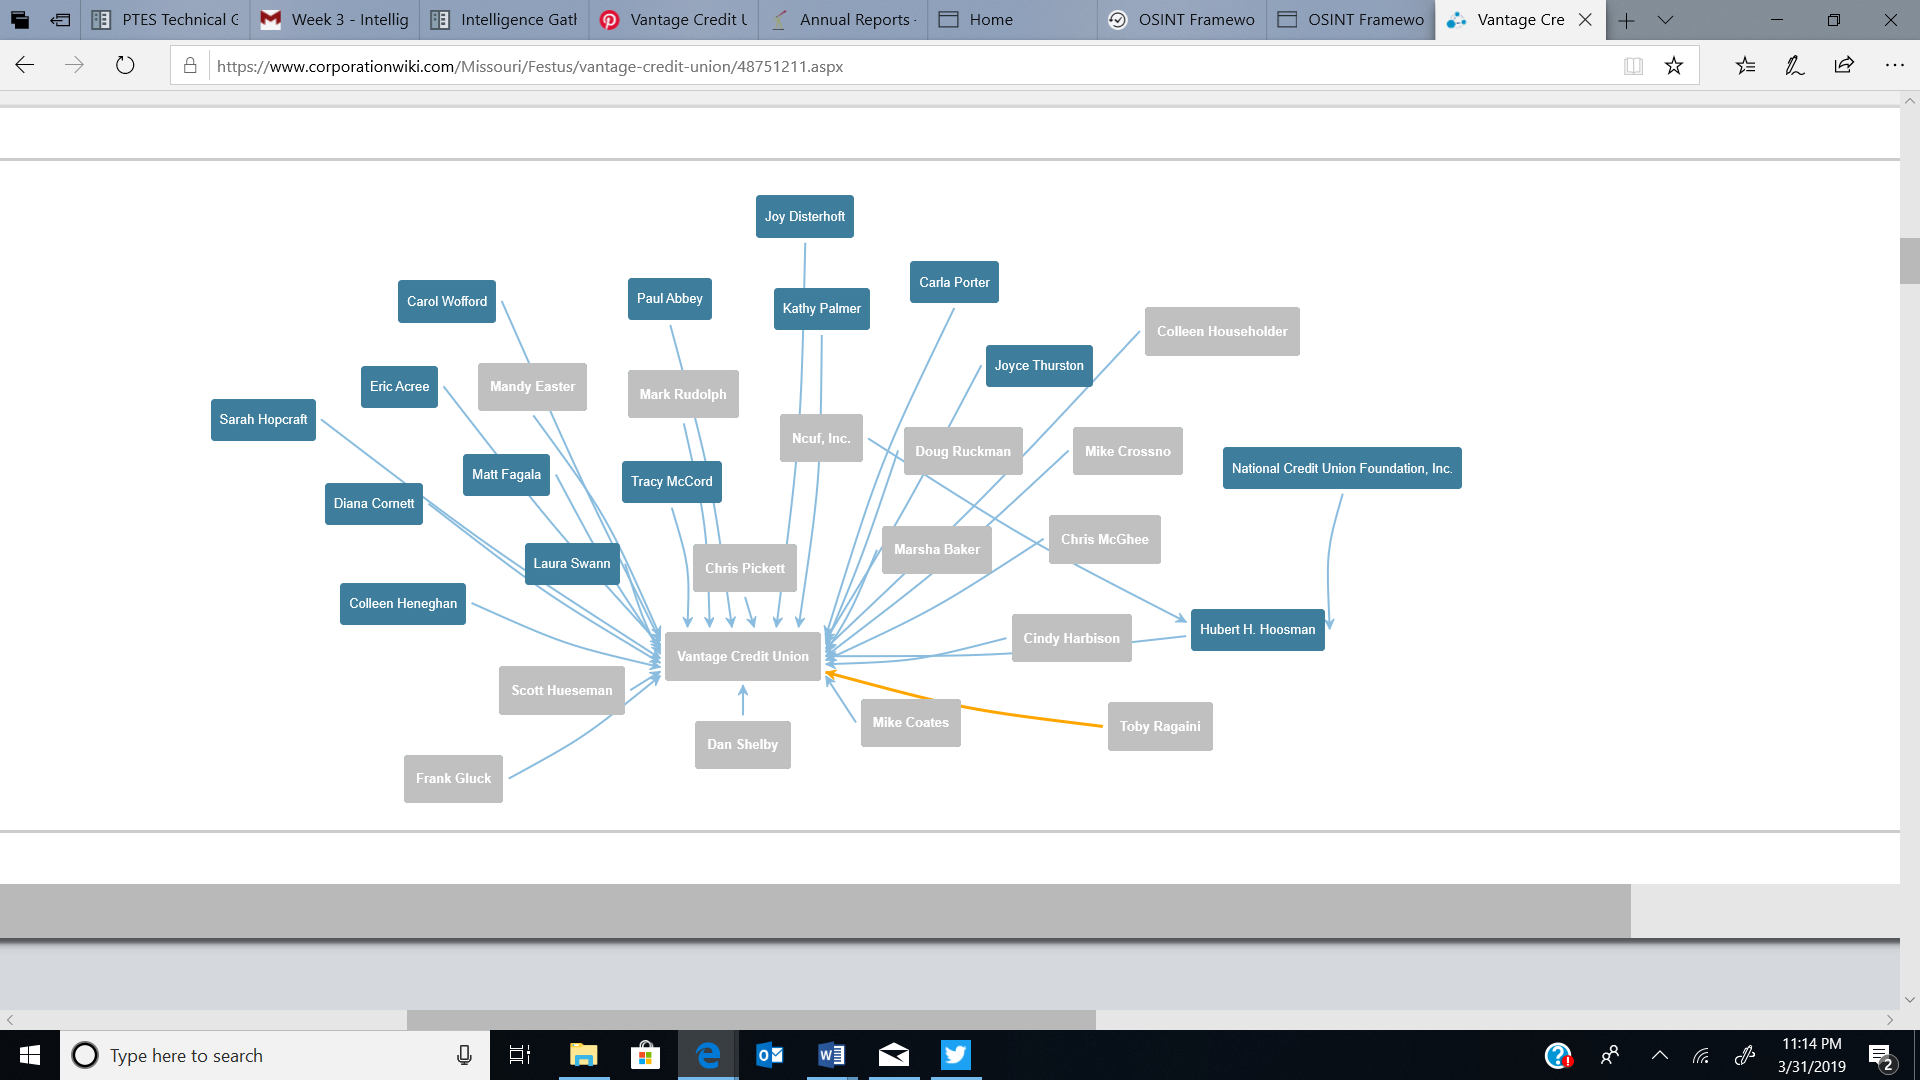 PTES Technical G
Week 3 - Intellig
Intelligence Gath
Vantage Credit U
Annual Reports -
Home
OSINT Framewo
OSINT Framewo
Vantage Cre
https://www.corporationwiki.com/Missouri/Festus/vantage-credit-union/48751211.aspx
Joy Disterhoft
Carla Porter
Carol Wofford
Paul Abbey
Kathy Palmer
Colleen Householder
Joyce Thurston
Eric Acree
Mandy Easter
Mark Rudolph
Sarah Hopcraft
Ncuf, Inc.
Doug Ruckman
Mike Crossno
National Credit Union Foundation, Inc.
Matt Fagala
Tracy McCord
Diana Cornett
Marsha Baker
Chris McGhee
Laura Swann
Chris Pickett
Colleen Heneghan
Hubert H. Hoosman
Cindy Harbison
Vantage Credit Union
Scott Hueseman
Mike Coates
Toby Ragaini
Dan Shelby
Frank Gluck
Type here to search
11:14 PM
3/31/2019
2